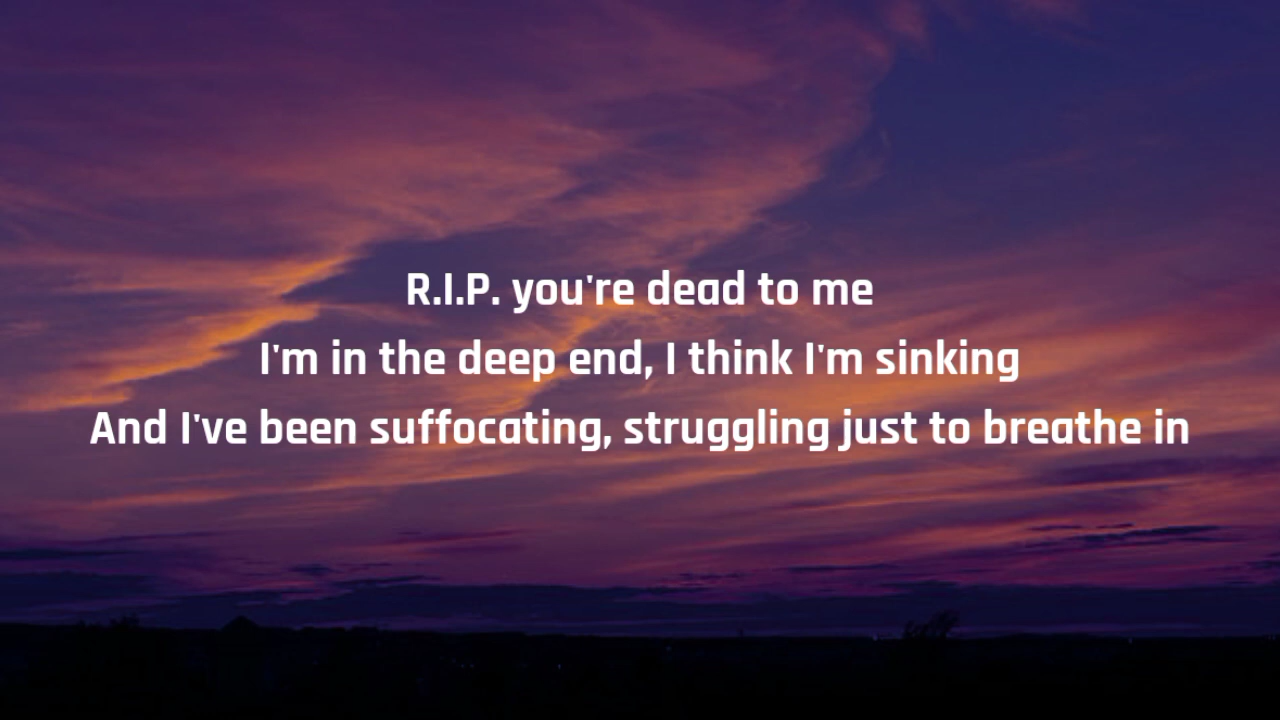 R.I.P. you're dead to me
I'm in the deep end, I think I'm sinking
And I've been suffocating, struggling just to breathe in